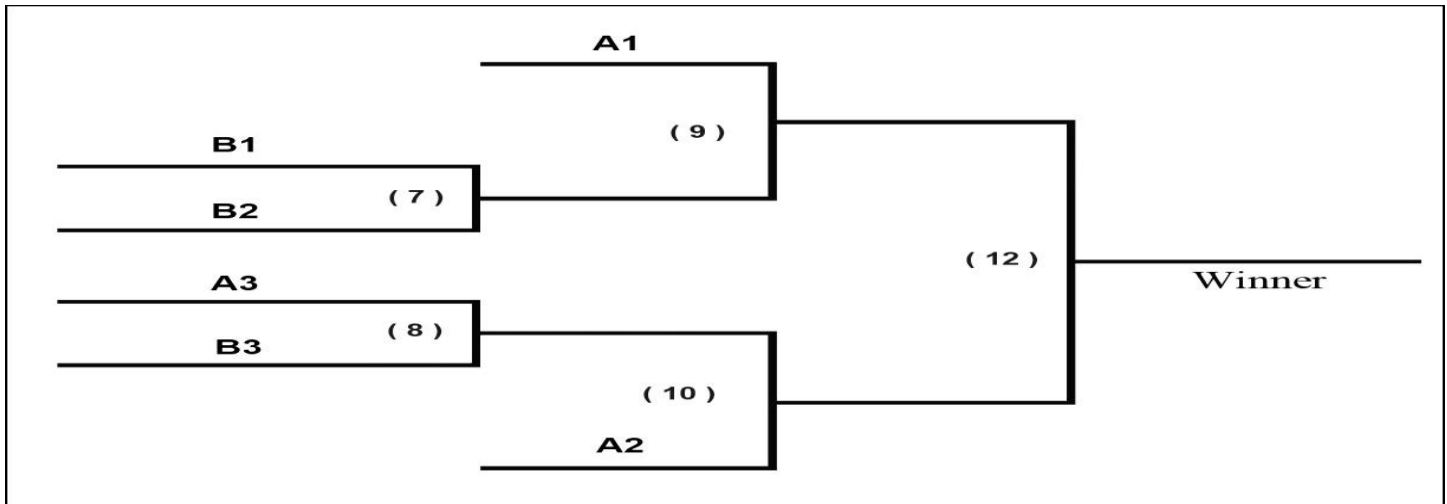 A1
( 9 )
B1
( 7 )
B2
( 12 )
Winner
A3
( 8 )
B3
( 10 )
A2